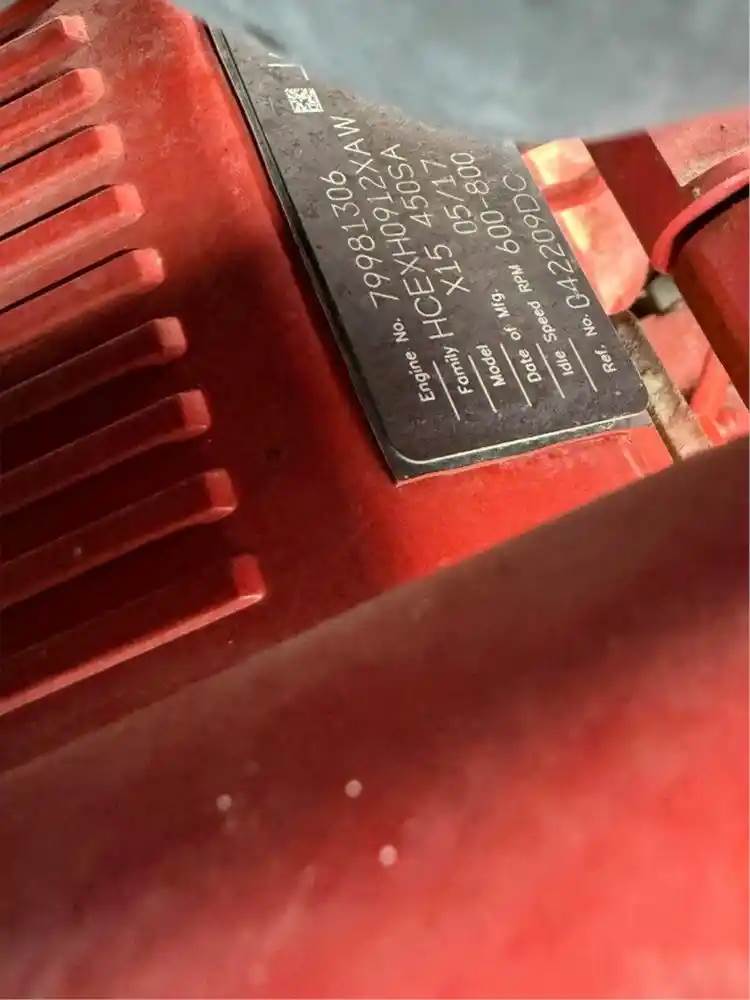 Engine No. 79981306
Family HCEXH0912XAW
Model X15 450SA
Date of Mfg. 05/17
Idle Speed RPM 600-800
Ref. No. D422209DC